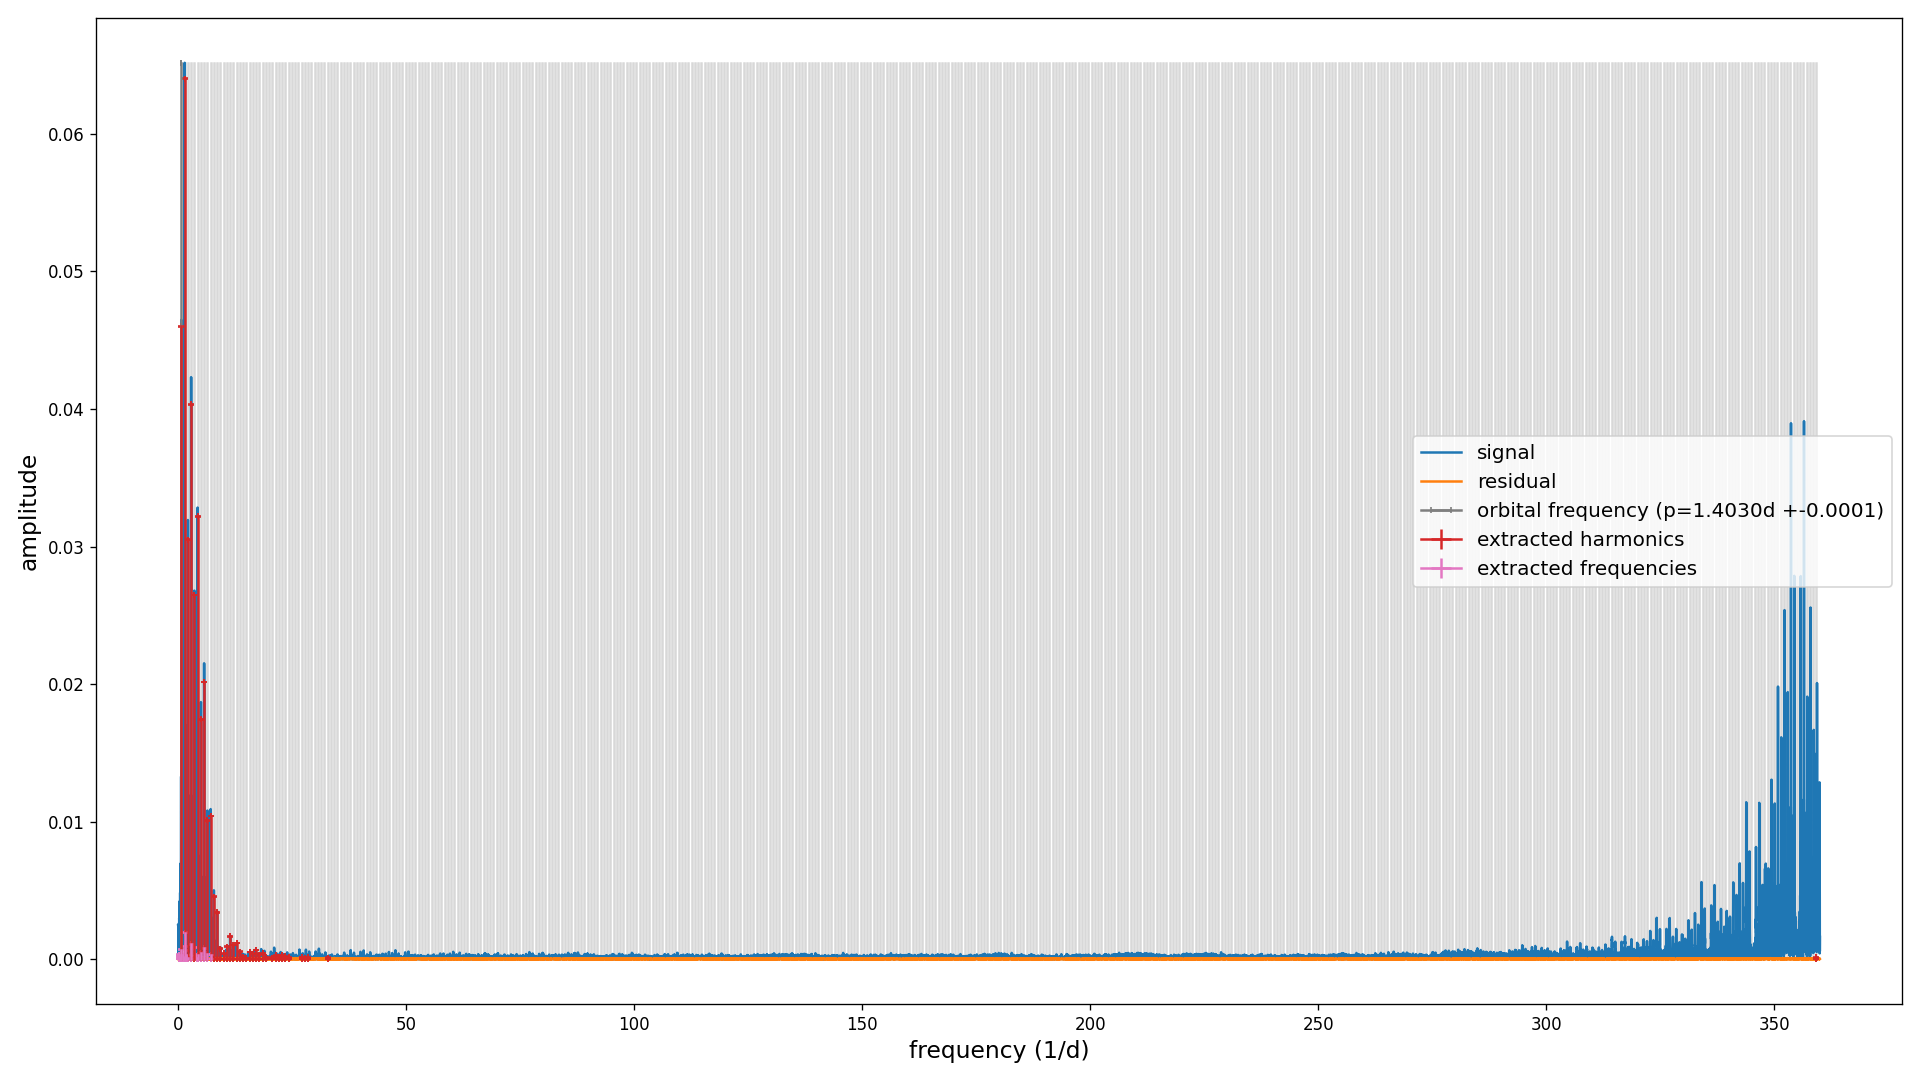 amplitude
0.06
0.05
0.04
0.03
0.02
0.01
0.00
signal
residual
orbital frequency (p=1.4030d +-0.0001)
extracted harmonics
extracted frequencies
0 50 100 150 200 250 300 350
frequency (1/d)